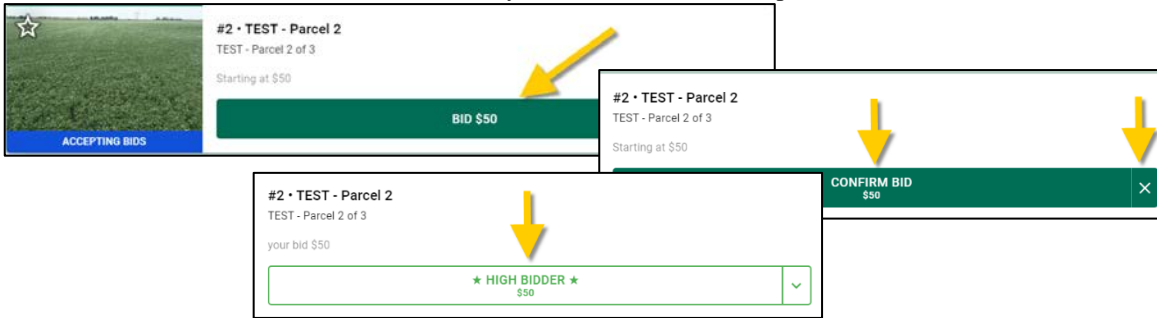 #2 • TEST - Parcel 2
TEST - Parcel 2 of 3
Starting at $50
BID $50
ACCEPTING BIDS
#2 • TEST - Parcel 2
TEST - Parcel 2 of 3
Starting at $50
CONFIRM BID
$50
#2 • TEST - Parcel 2
TEST - Parcel 2 of 3
your bid $50
★ HIGH BIDDER ★
$50